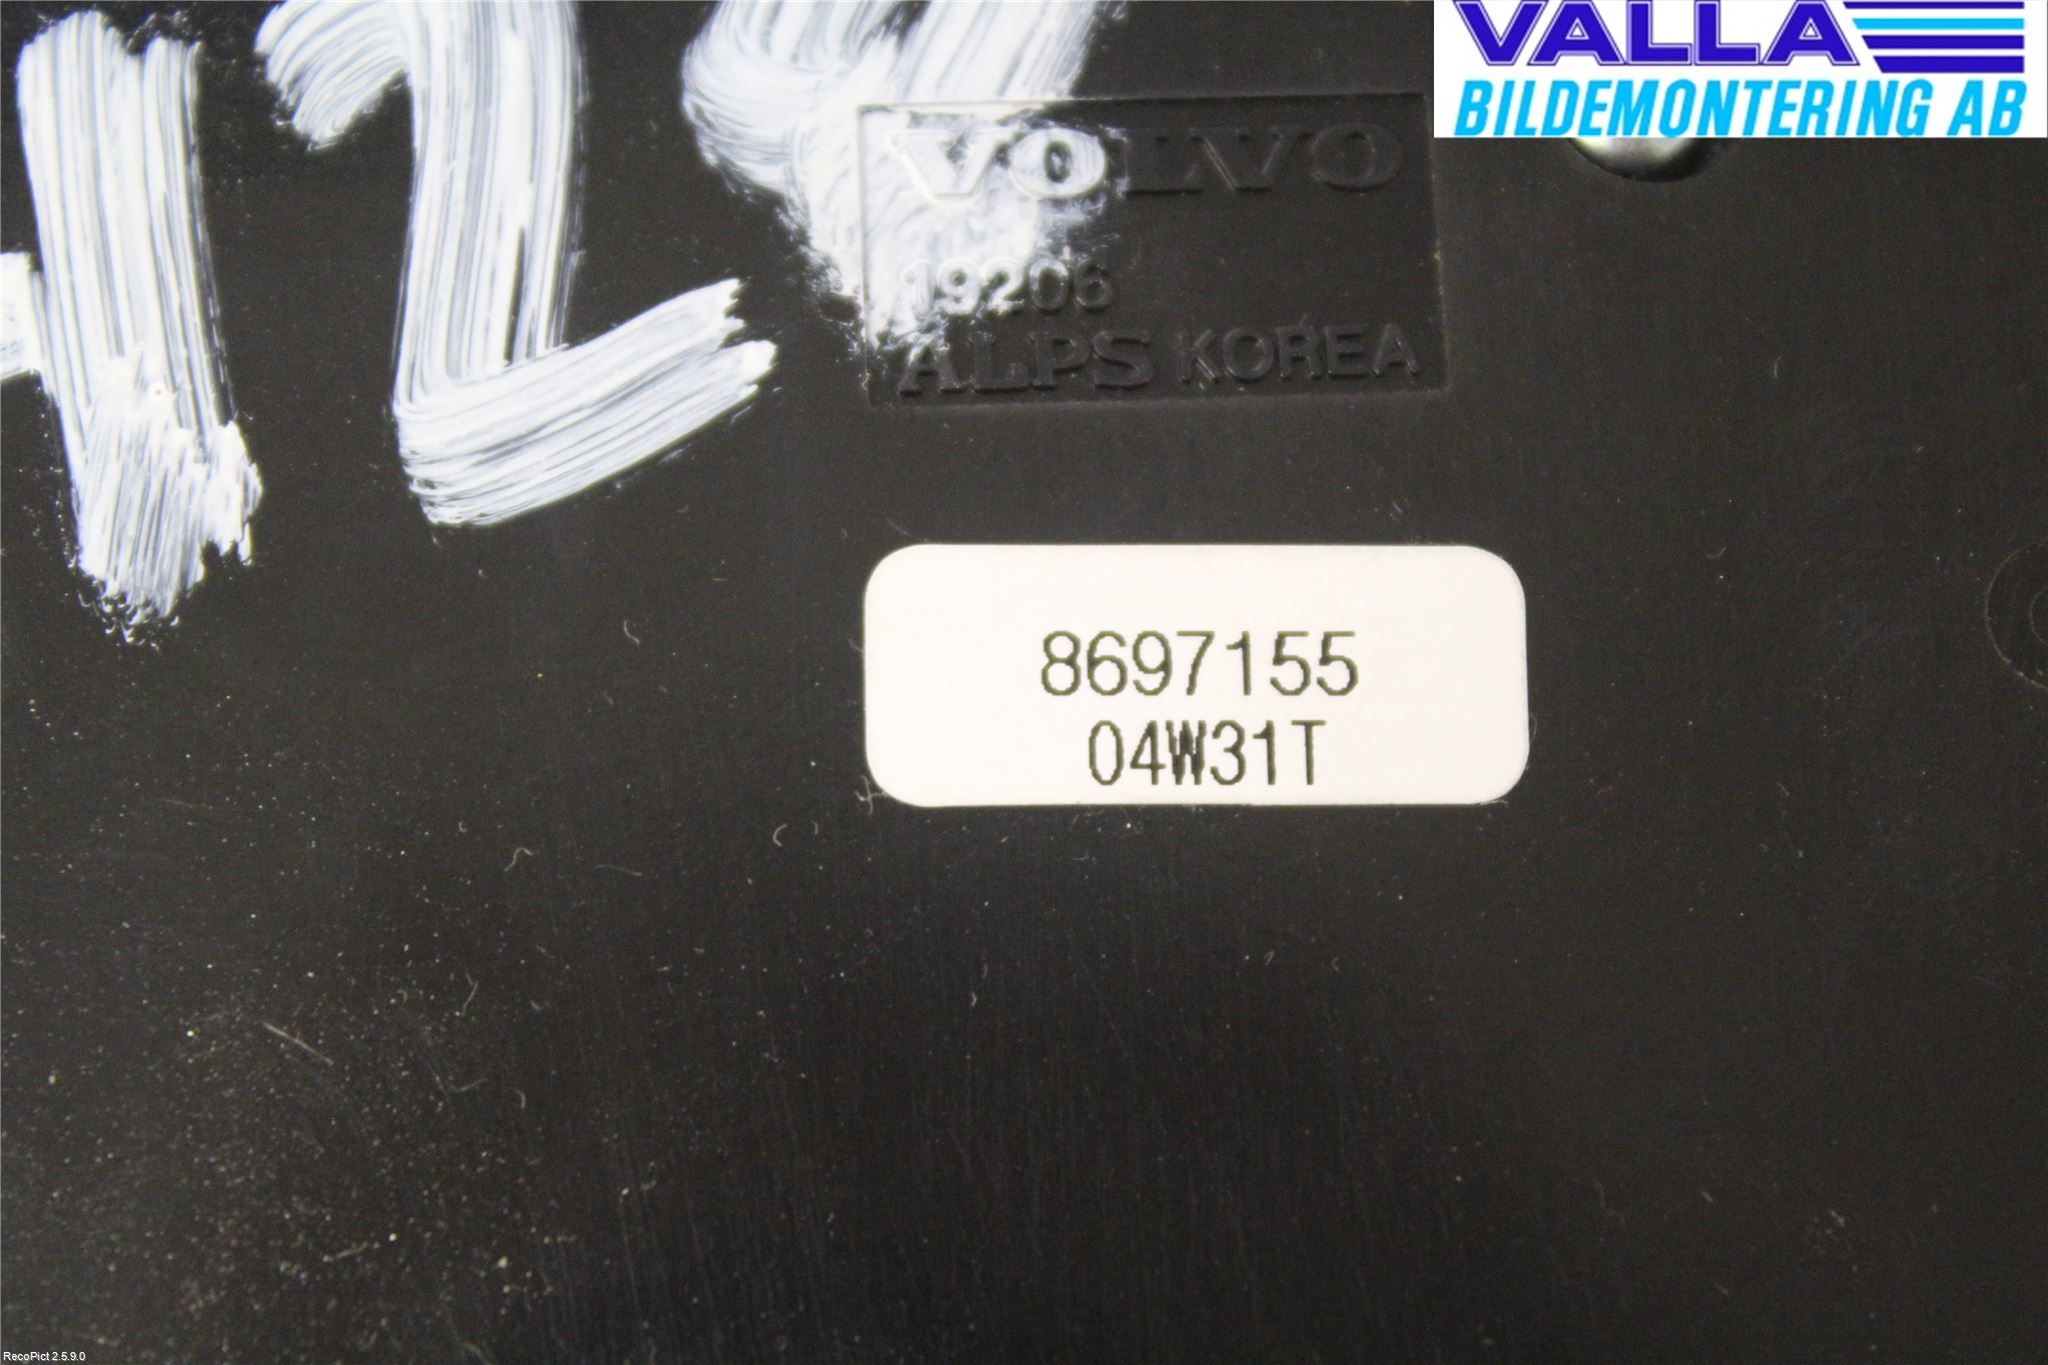 VALLA
BILDEMONTERING AB
VOLVO
19206
ALPS KOREA
8697155
04W31T
RecoPict 2.5.9.0